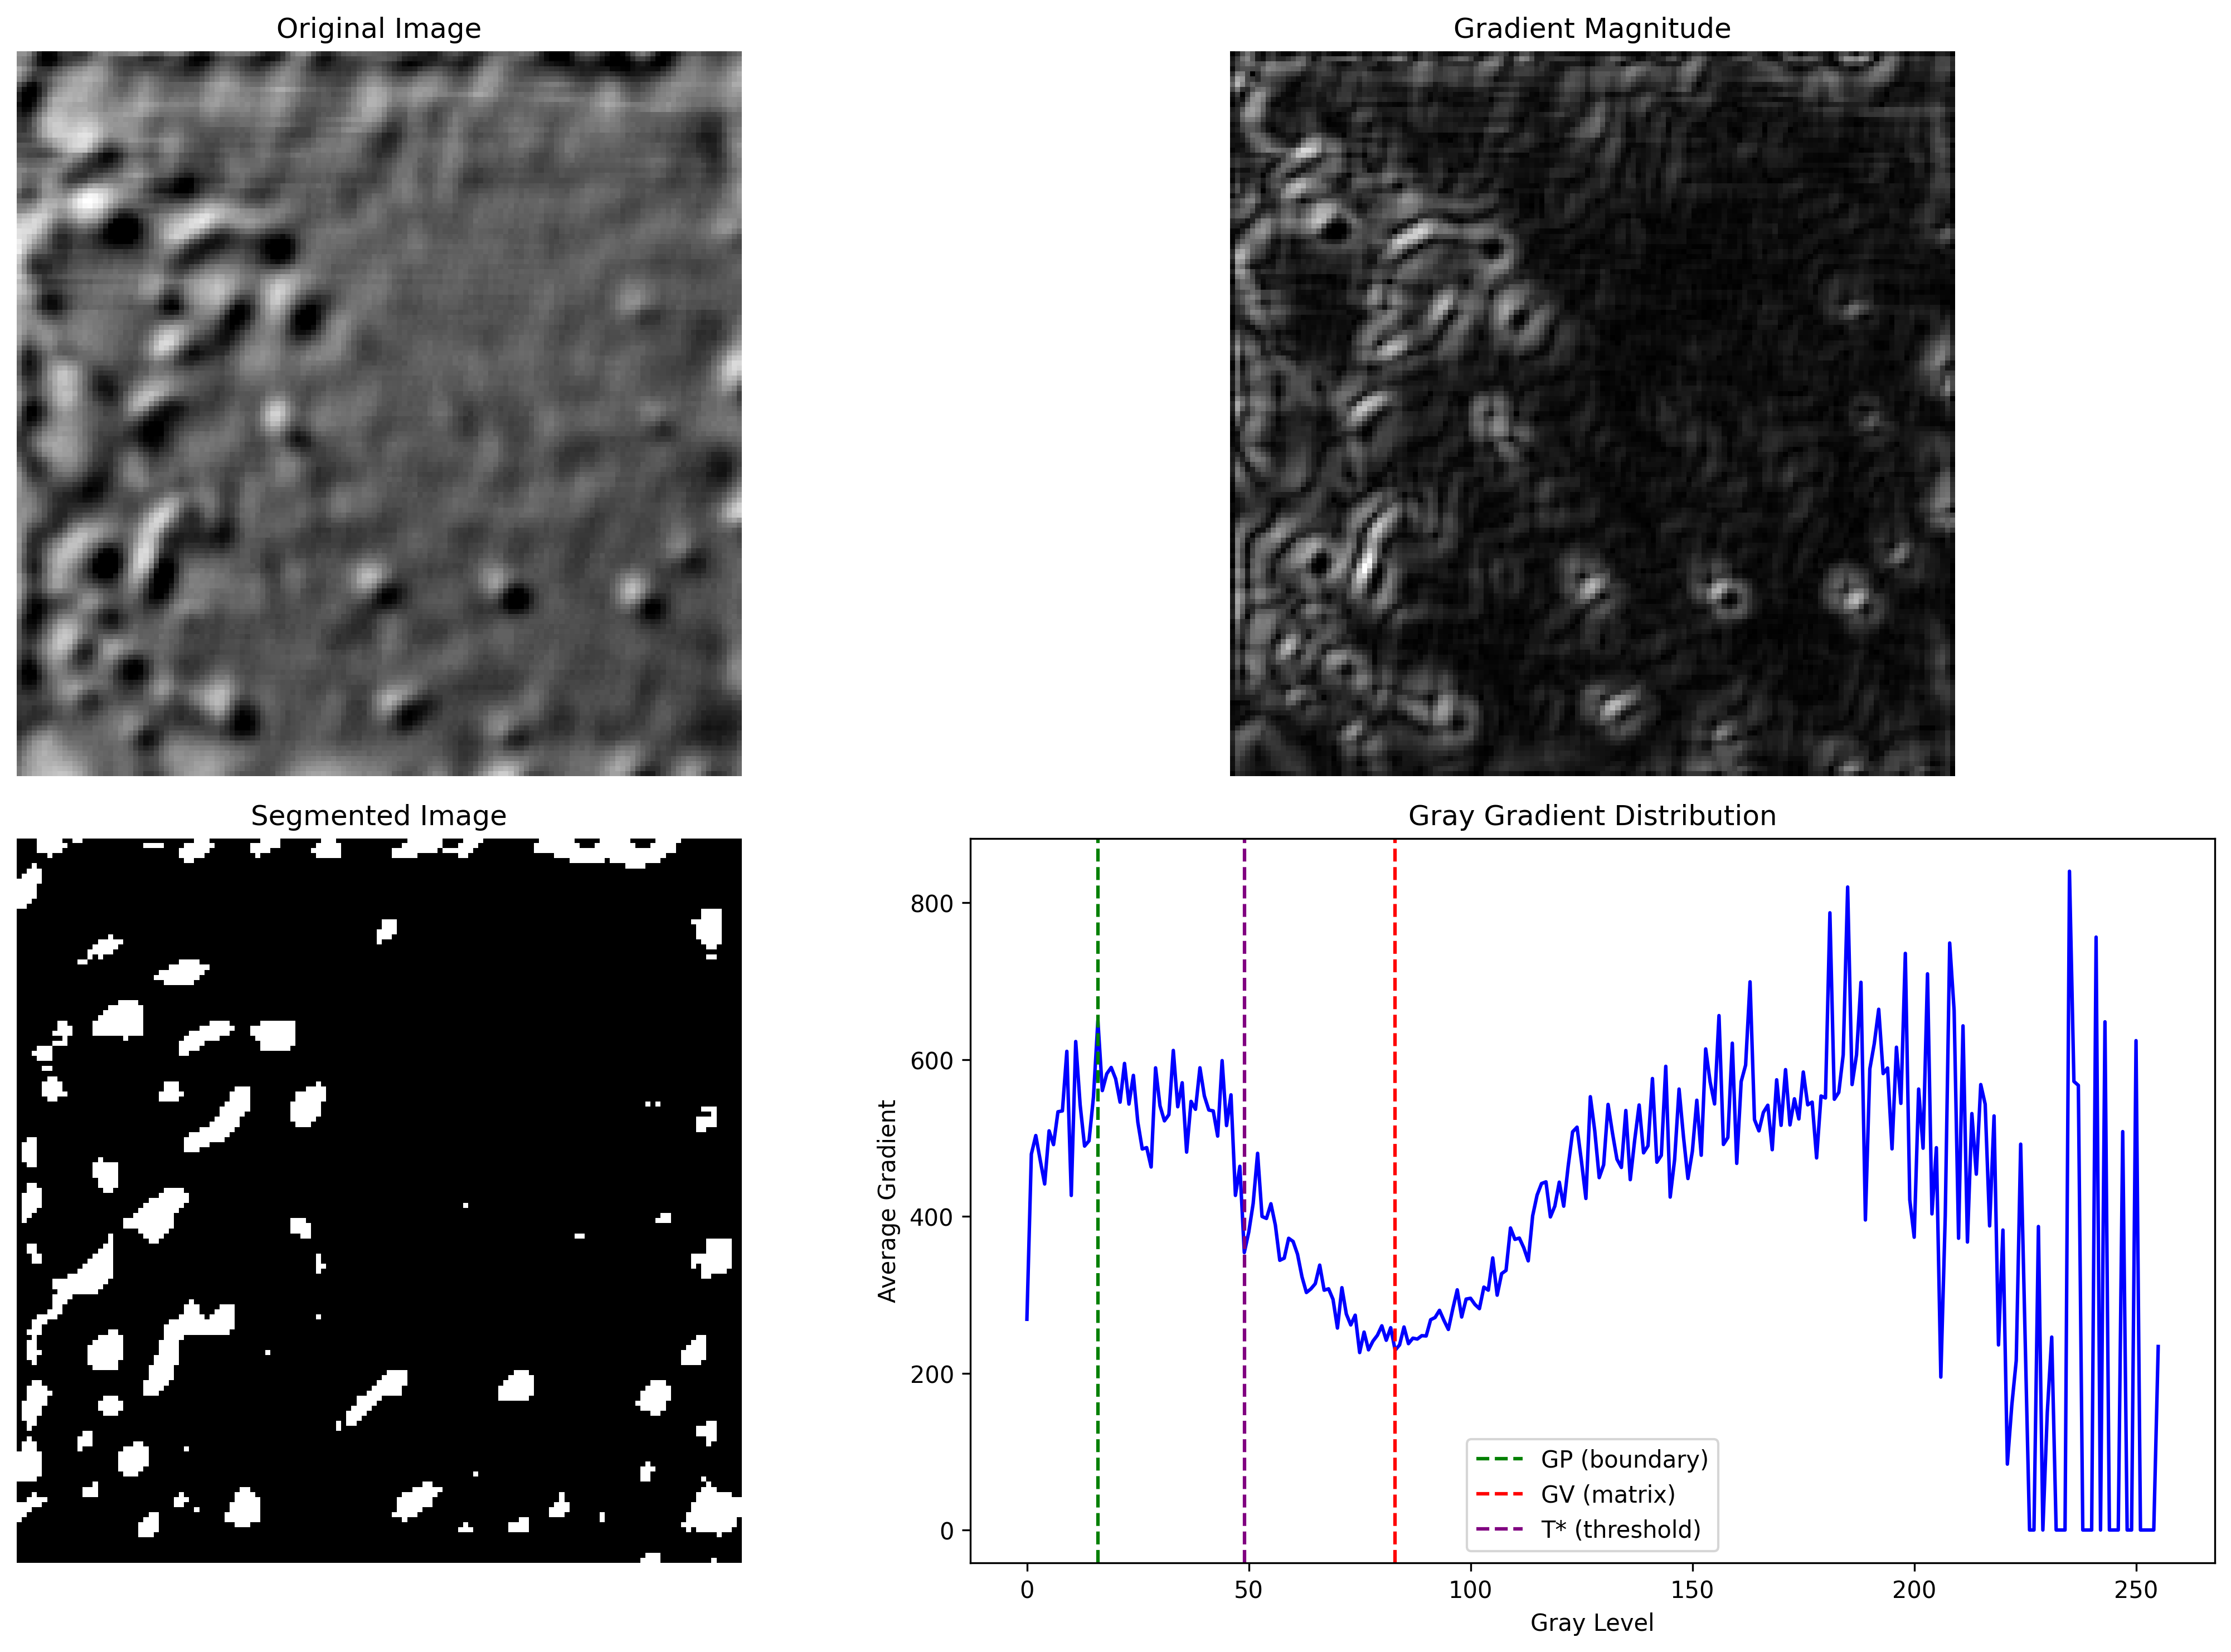 Original Image
Gradient Magnitude
Segmented Image
Gray Gradient Distribution
Average Gradient
800
600
400
200
0
GP (boundary)
GV (matrix)
T* (threshold)
0 50 100 150 200 250
Gray Level